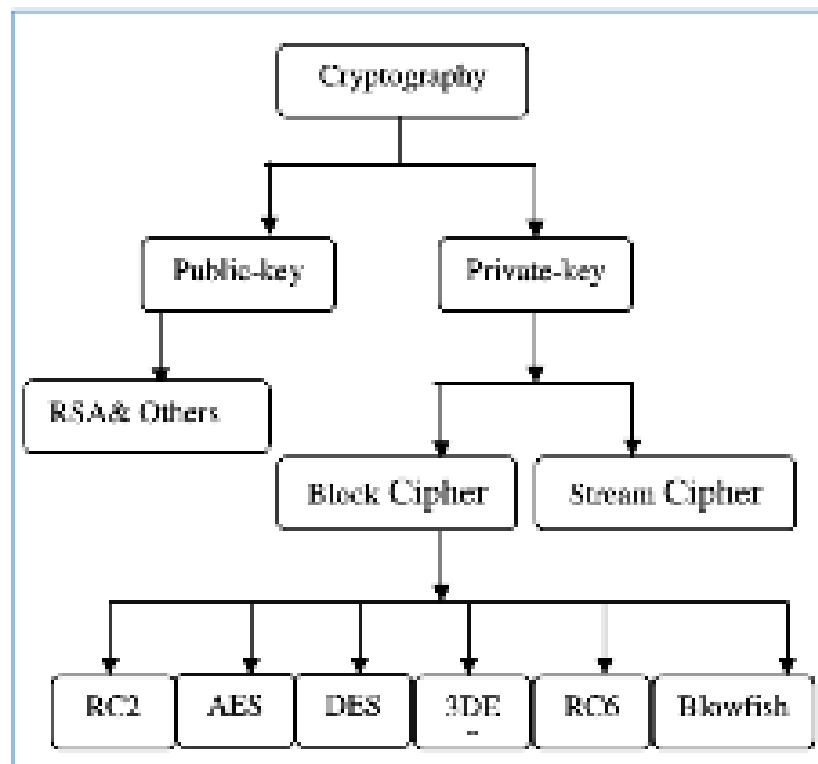 Cryptography
Public-key
Private-key
RSA& Others
Block Cipher
Stream Cipher
RC2
AES
DES
3DE
RC6
Blowfish